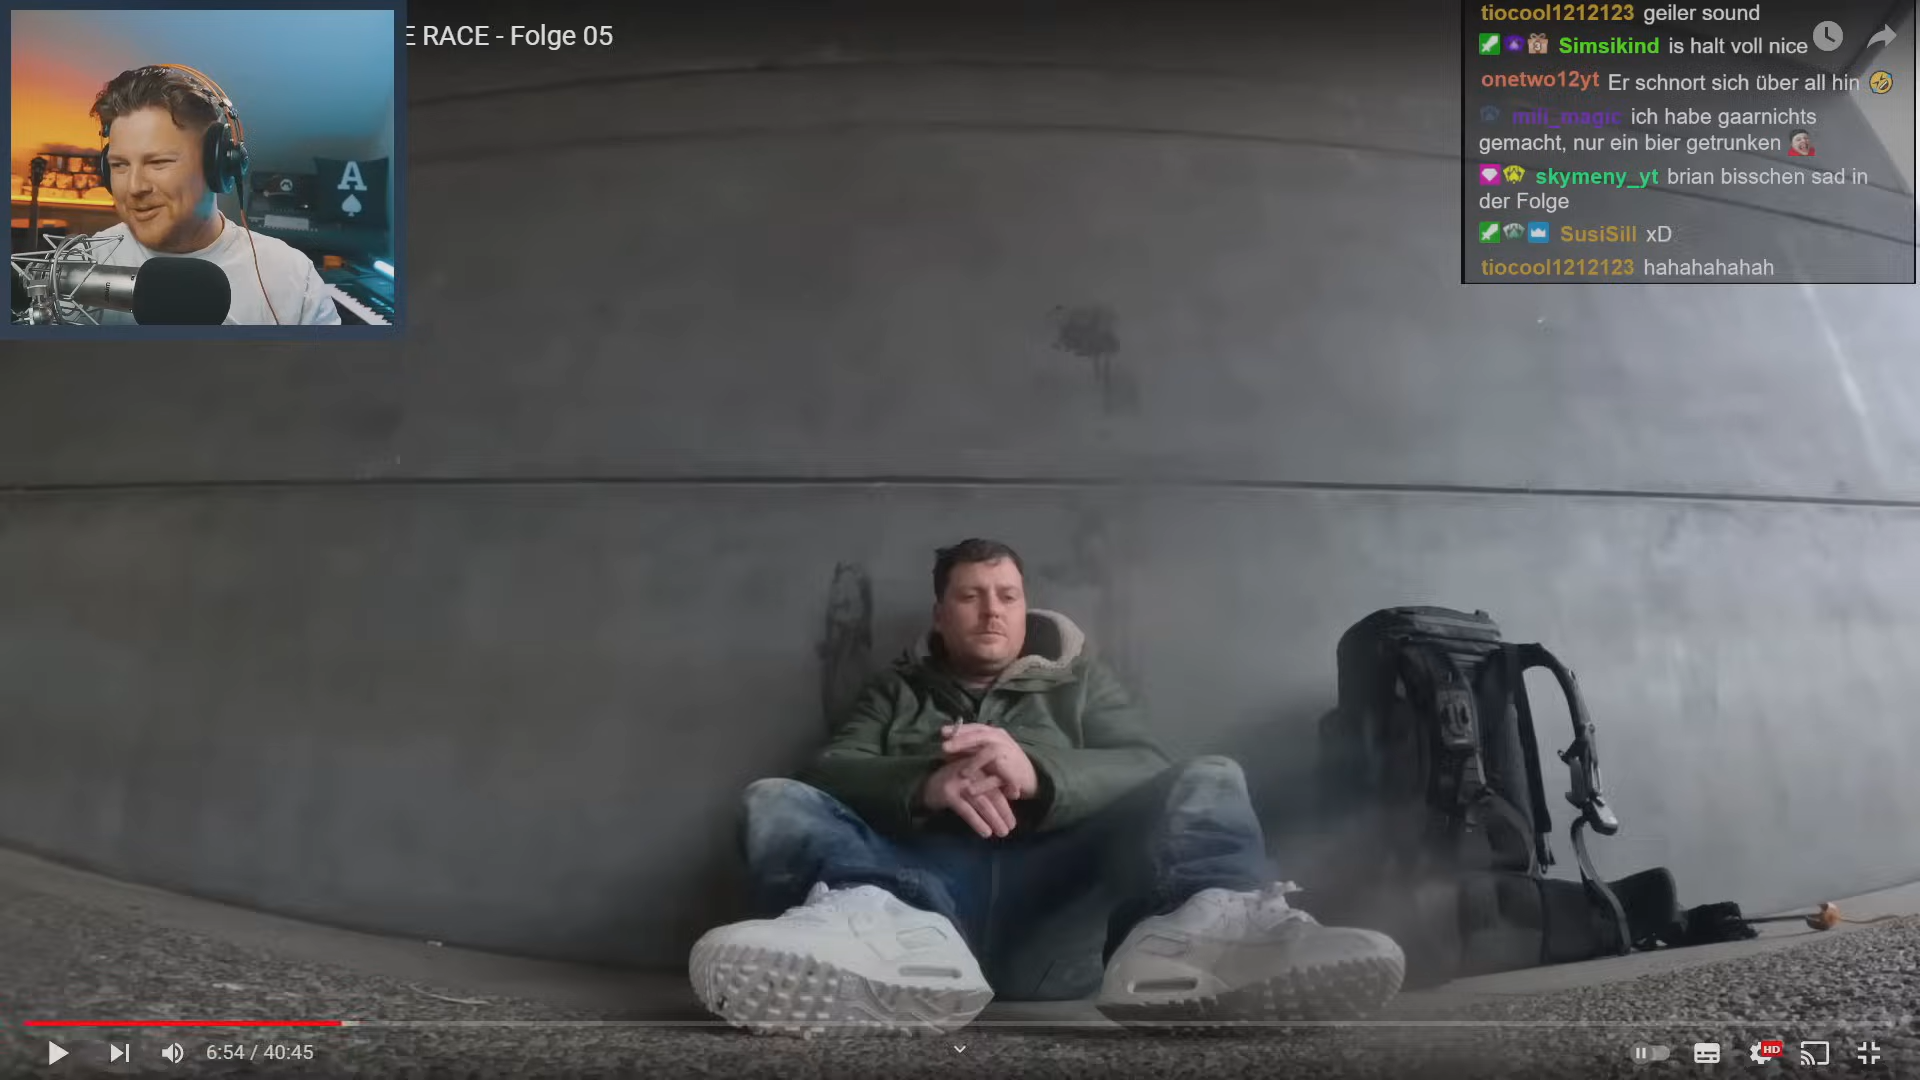 E RACE - Folge 05
tiocool1212123 geiler sound
Simsikind is halt voll nice
onetwo12yt Er schnort sich über all hin
mli_magic ich habe gaarnichts
gemacht, nur ein bier getrunken
skymeny_yt brian bisschen sad in
der Folge
SusiSill xD
tiocool1212123 hahahahahah
A
6:54 / 40:45
HD